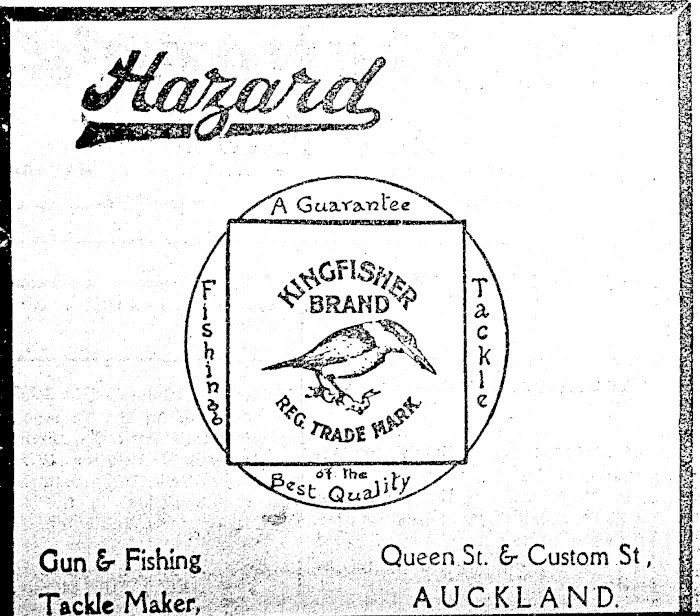 Hazard
A Guarantee
Fishing
Tackle
KINGFISHER
BRAND
REG. TRADE MARK
of the
Best Quality
Gun & Fishing
Tackle Maker,
Queen St. & Custom St,
AUCKLAND.